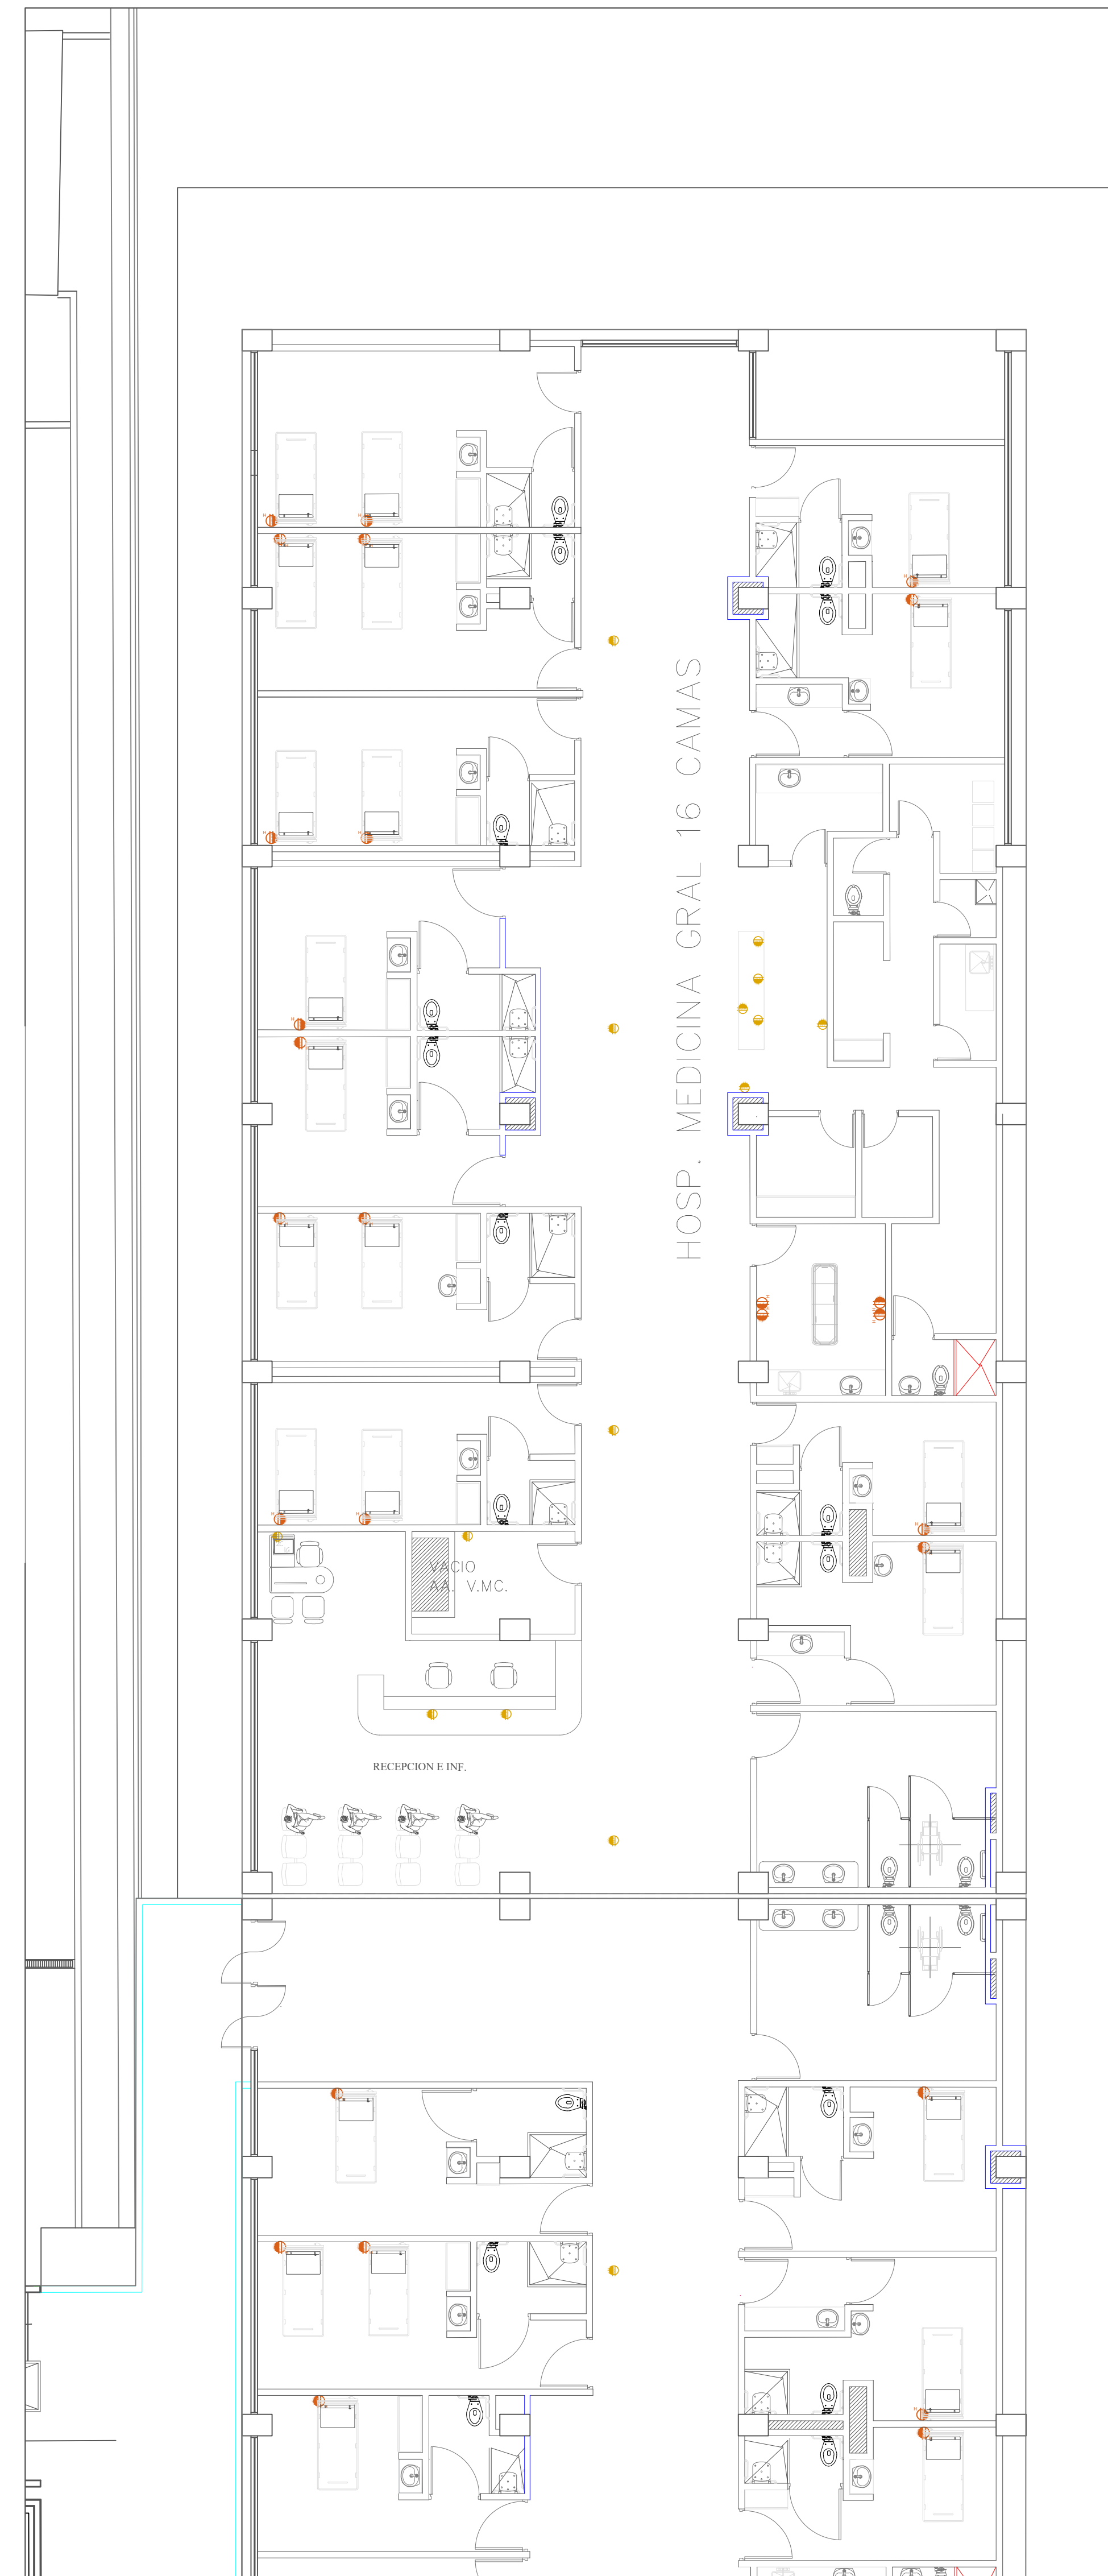 HOSP. MEDICINA GRAL 16 CAMAS
VACIO
AA. V.MC.
RECEPCION E INF.